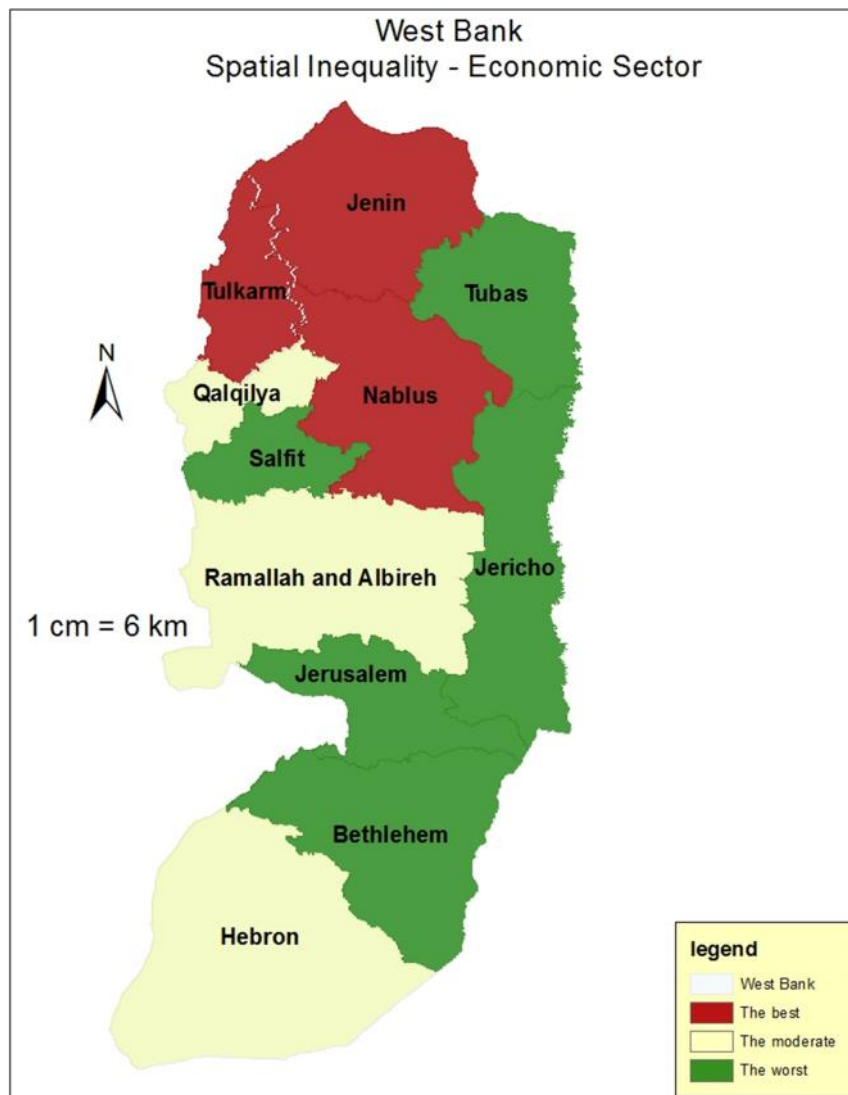 West Bank
Spatial Inequality - Economic Sector
Jenin
Tulkarm
Tubas
N
Qalqilya
Nablus
Salfit
Ramallah and Albireh
Jericho
1 cm = 6 km
Jerusalem
Bethlehem
Hebron
legend
West Bank
The best
The moderate
The worst